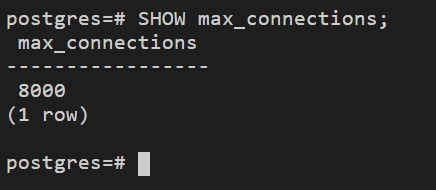 postgres=# SHOW max_connections;
 max_connections
-----------------
 8000
(1 row)

postgres=#